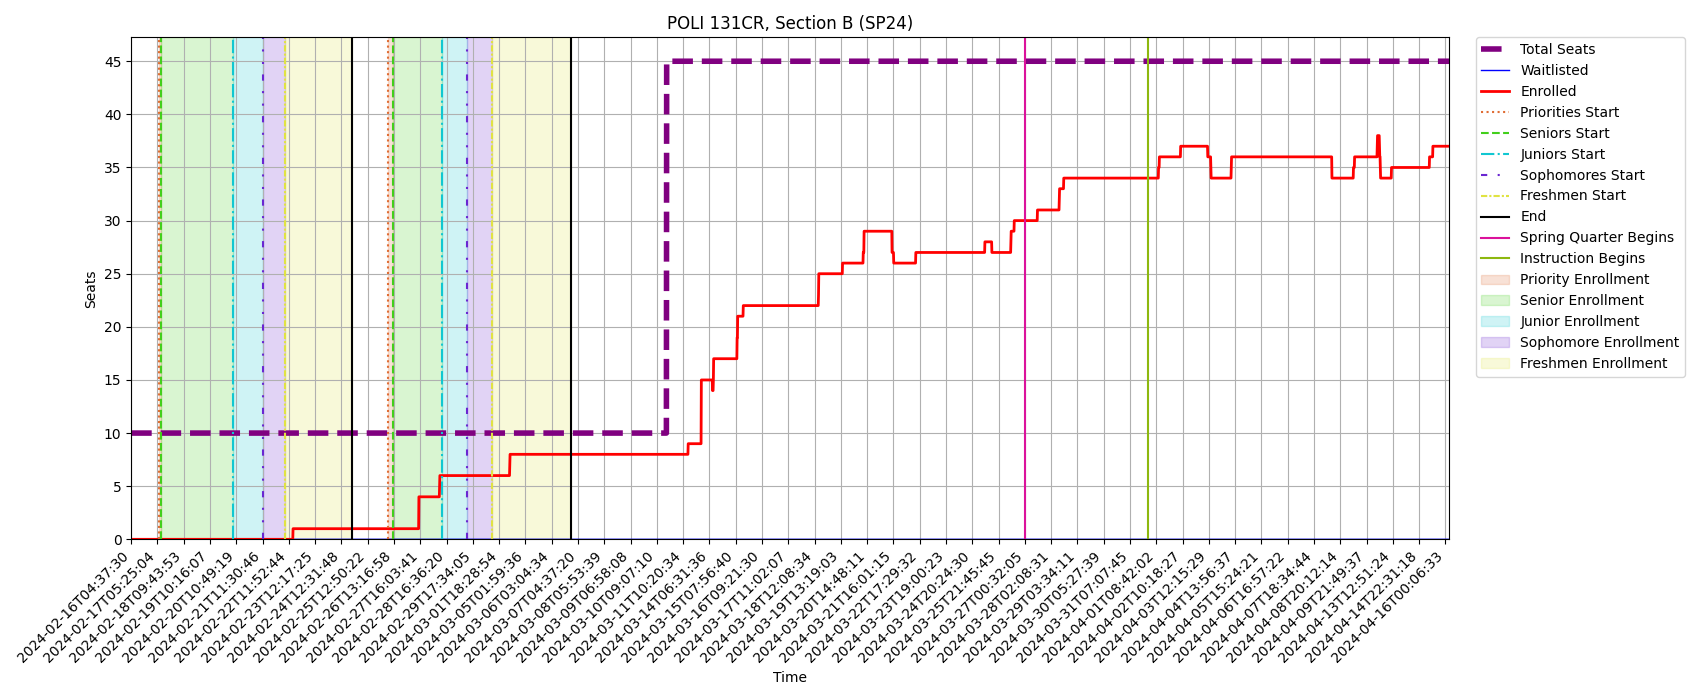 POLI 131CR, Section B (SP24)
Seats
45
40
35
30
25
20
15
10
5
0
2024-02-16T04:37:30
2024-02-17T05:25:04
2024-02-18T09:43:53
2024-02-19T10:16:07
2024-02-20T10:49:19
2024-02-21T11:30:46
2024-02-22T11:52:44
2024-02-23T12:17:25
2024-02-24T12:31:48
2024-02-25T12:50:22
2024-02-26T13:16:58
2024-02-27T16:03:41
2024-02-28T16:36:20
2024-02-29T17:34:05
2024-03-01T18:28:54
2024-03-05T01:59:36
2024-03-06T03:04:34
2024-03-07T04:37:20
2024-03-08T05:53:39
2024-03-09T06:58:08
2024-03-10T09:07:10
2024-03-11T10:20:34
2024-03-14T06:31:36
2024-03-15T07:56:40
2024-03-16T09:21:30
2024-03-17T11:02:07
2024-03-18T12:08:34
2024-03-19T13:19:03
2024-03-20T14:48:11
2024-03-21T16:01:15
2024-03-22T17:29:32
2024-03-23T19:00:23
2024-03-24T20:24:30
2024-03-25T21:45:45
2024-03-27T00:32:05
2024-03-28T02:08:31
2024-03-29T03:34:11
2024-03-30T05:27:39
2024-03-31T07:07:45
2024-04-01T08:42:02
2024-04-02T10:18:27
2024-04-03T12:15:29
2024-04-04T13:56:37
2024-04-05T15:24:21
2024-04-06T16:57:22
2024-04-07T18:34:44
2024-04-08T20:12:14
2024-04-09T21:49:37
2024-04-13T12:51:24
2024-04-14T22:31:18
2024-04-16T00:06:33
Time
Total Seats
Waitlisted
Enrolled
Priorities Start
Seniors Start
Juniors Start
Sophomores Start
Freshmen Start
End
Spring Quarter Begins
Instruction Begins
Priority Enrollment
Senior Enrollment
Junior Enrollment
Sophomore Enrollment
Freshmen Enrollment